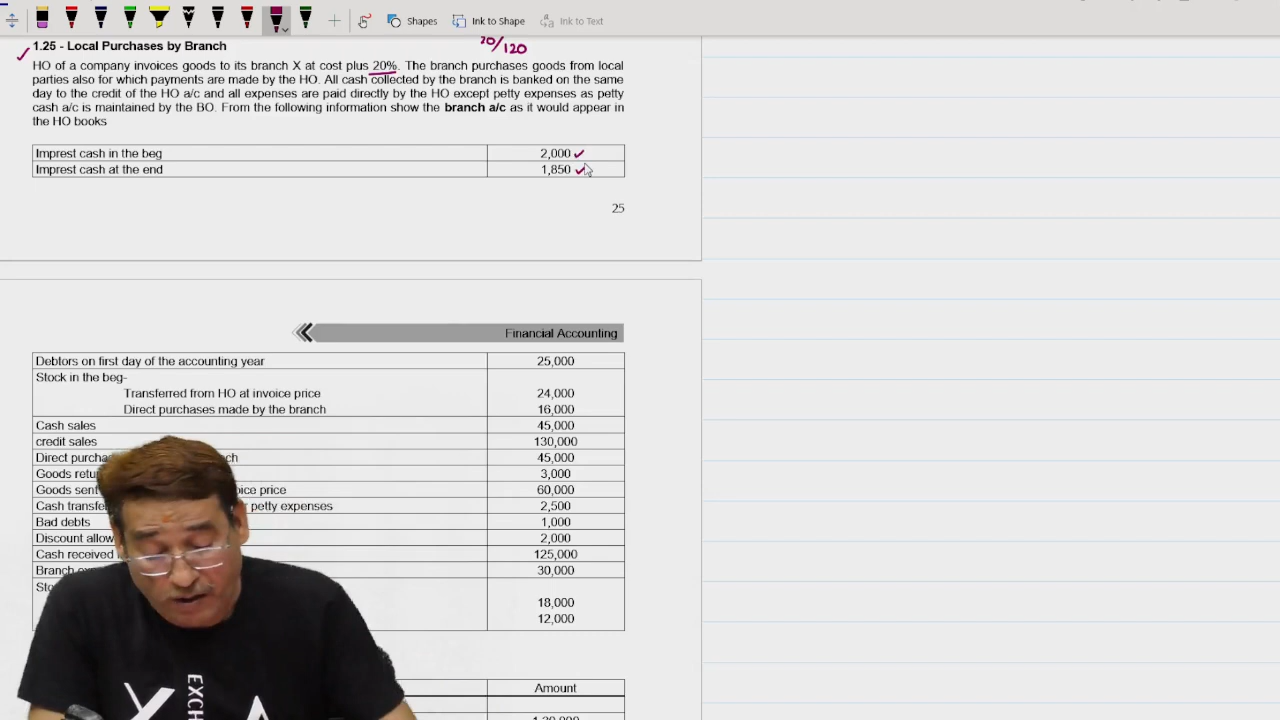 Shapes
Ink to Shape
Ink to Text
1.25 - Local Purchases by Branch
20/120
HO of a company invoices goods to its branch X at cost plus 20%. The branch purchases goods from local
parties also for which payments are made by the HO. All cash collected by the branch is banked on the same
day to the credit of the HO a/c and all expenses are paid directly by the HO except petty expenses as petty
cash a/c is maintained by the BO. From the following information show the branch a/c as it would appear in
the HO books
Imprest cash in the beg 2,000
Imprest cash at the end 1,850
25
Financial Accounting
Debtors on first day of the accounting year 25,000
Stock in the beg-
Transferred from HO at invoice price 24,000
Direct purchases made by the branch 16,000
Cash sales 45,000
credit sales 130,000
Direct 45,000
Goods 3,000
Goods sent price 60,000
Cash petty expenses 2,500
Bad debts 1,000
Discount 2,000
Cash received 125,000
Branch 30,000
18,000
12,000
Amount
EXCH